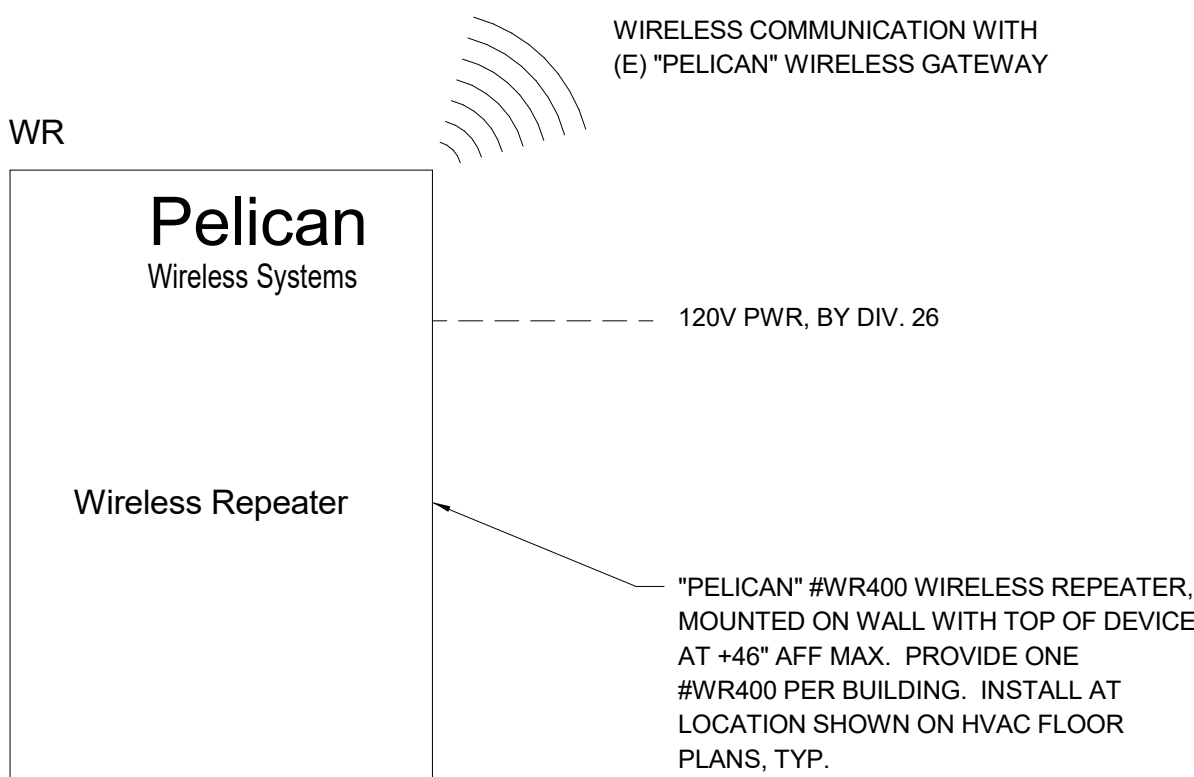 WIRELESS COMMUNICATION WITH
(E) "PELICAN" WIRELESS GATEWAY
WR
Pelican
Wireless Systems
120V PWR, BY DIV. 26
Wireless Repeater
"PELICAN" #WR400 WIRELESS REPEATER,
MOUNTED ON WALL WITH TOP OF DEVICE
AT +46" AFF MAX.  PROVIDE ONE
#WR400 PER BUILDING.  INSTALL AT
LOCATION SHOWN ON HVAC FLOOR
PLANS, TYP.